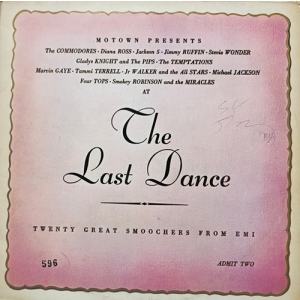 MOTOWN PRESENTS
The COMMODORES · Diana ROSS · Jackson 5 · Jimmy RUFFIN · Stevie WONDER
Gladys KNIGHT and The PIPS · The TEMPTATIONS
Marvin GAYE · Tammi TERRELL · Jr WALKER and the All STARS · Michael JACKSON
Four TOPS · Smokey ROBINSON and the MIRACLES
AT
The
Last Dance
TWENTY GREAT SMOOCHERS FROM EMI
596
ADMIT TWO